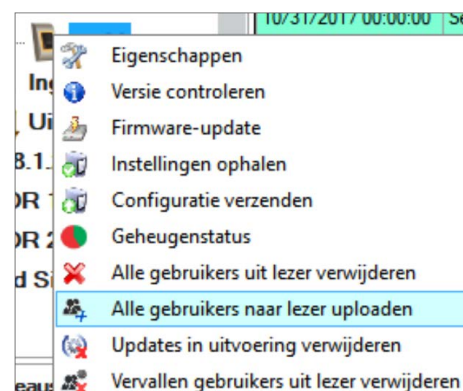 10/31/2017 00:00:00 Se
Eigenschappen
Versie controleren
Firmware-update
Instellingen ophalen
Configuratie verzenden
Geheugenstatus
Alle gebruikers uit lezer verwijderen
Alle gebruikers naar lezer uploaden
Updates in uitvoering verwijderen
Vervallen gebruikers uit lezer verwijderen